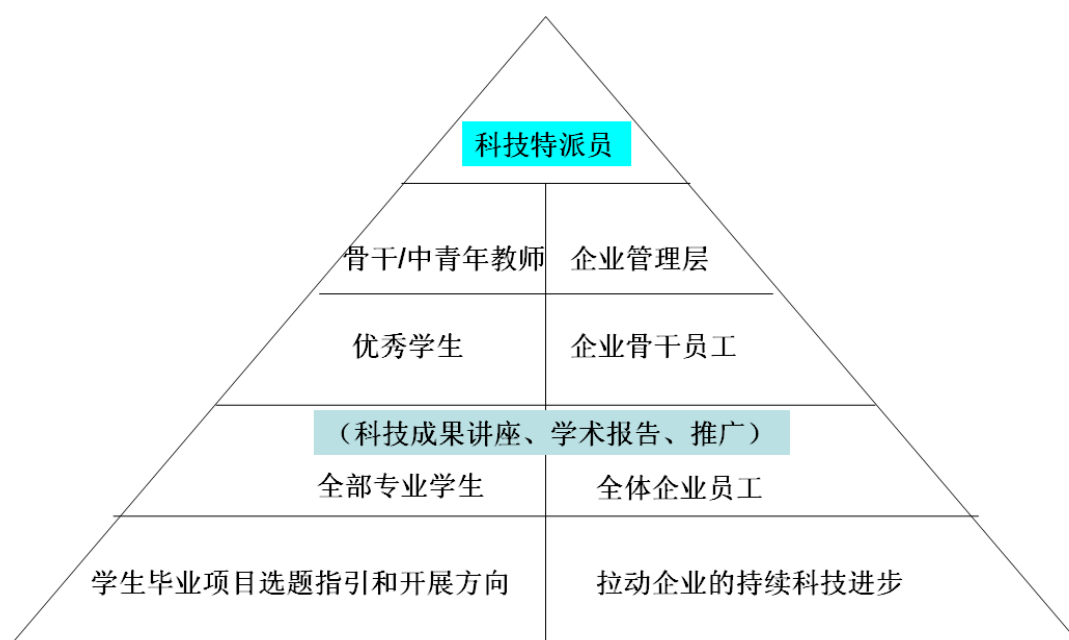 科技特派员
骨干/中青年教师 企业管理层
优秀学生 企业骨干员工
（科技成果讲座、学术报告、推广）
全部专业学生 全体企业员工
学生毕业项目选题指引和开展方向 拉动企业的持续科技进步